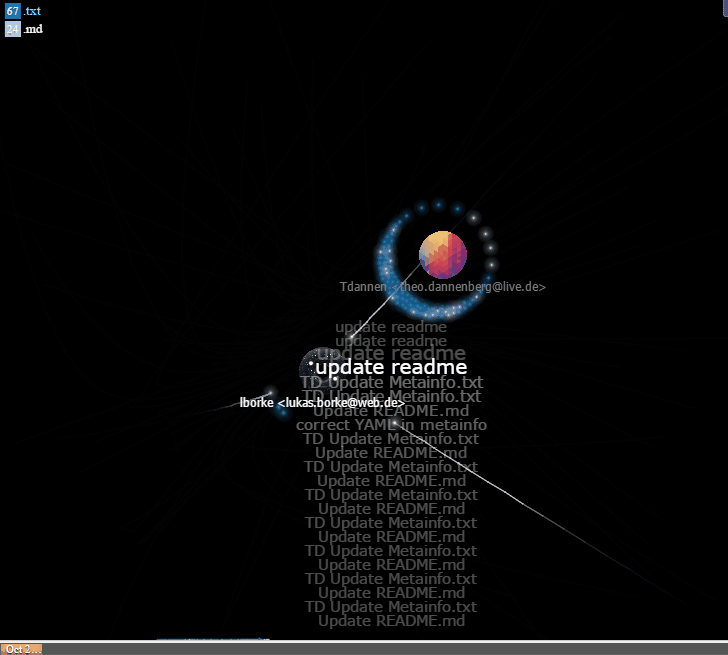 67 .txt
24 .md
Tdannen <theo.dannenberg@live.de>
update readme
update readme
update readme
update readme
TD Update Metainfo.txt
TD Update Metainfo.txt
lborke <lukas.borke@web.de>
Update README.md
correct YAML in metainfo
TD Update Metainfo.txt
Update README.md
TD Update Metainfo.txt
Update README.md
TD Update Metainfo.txt
Update README.md
TD Update Metainfo.txt
Update README.md
TD Update Metainfo.txt
Update README.md
TD Update Metainfo.txt
Update README.md
TD Update Metainfo.txt
Update README.md
Oct 2...